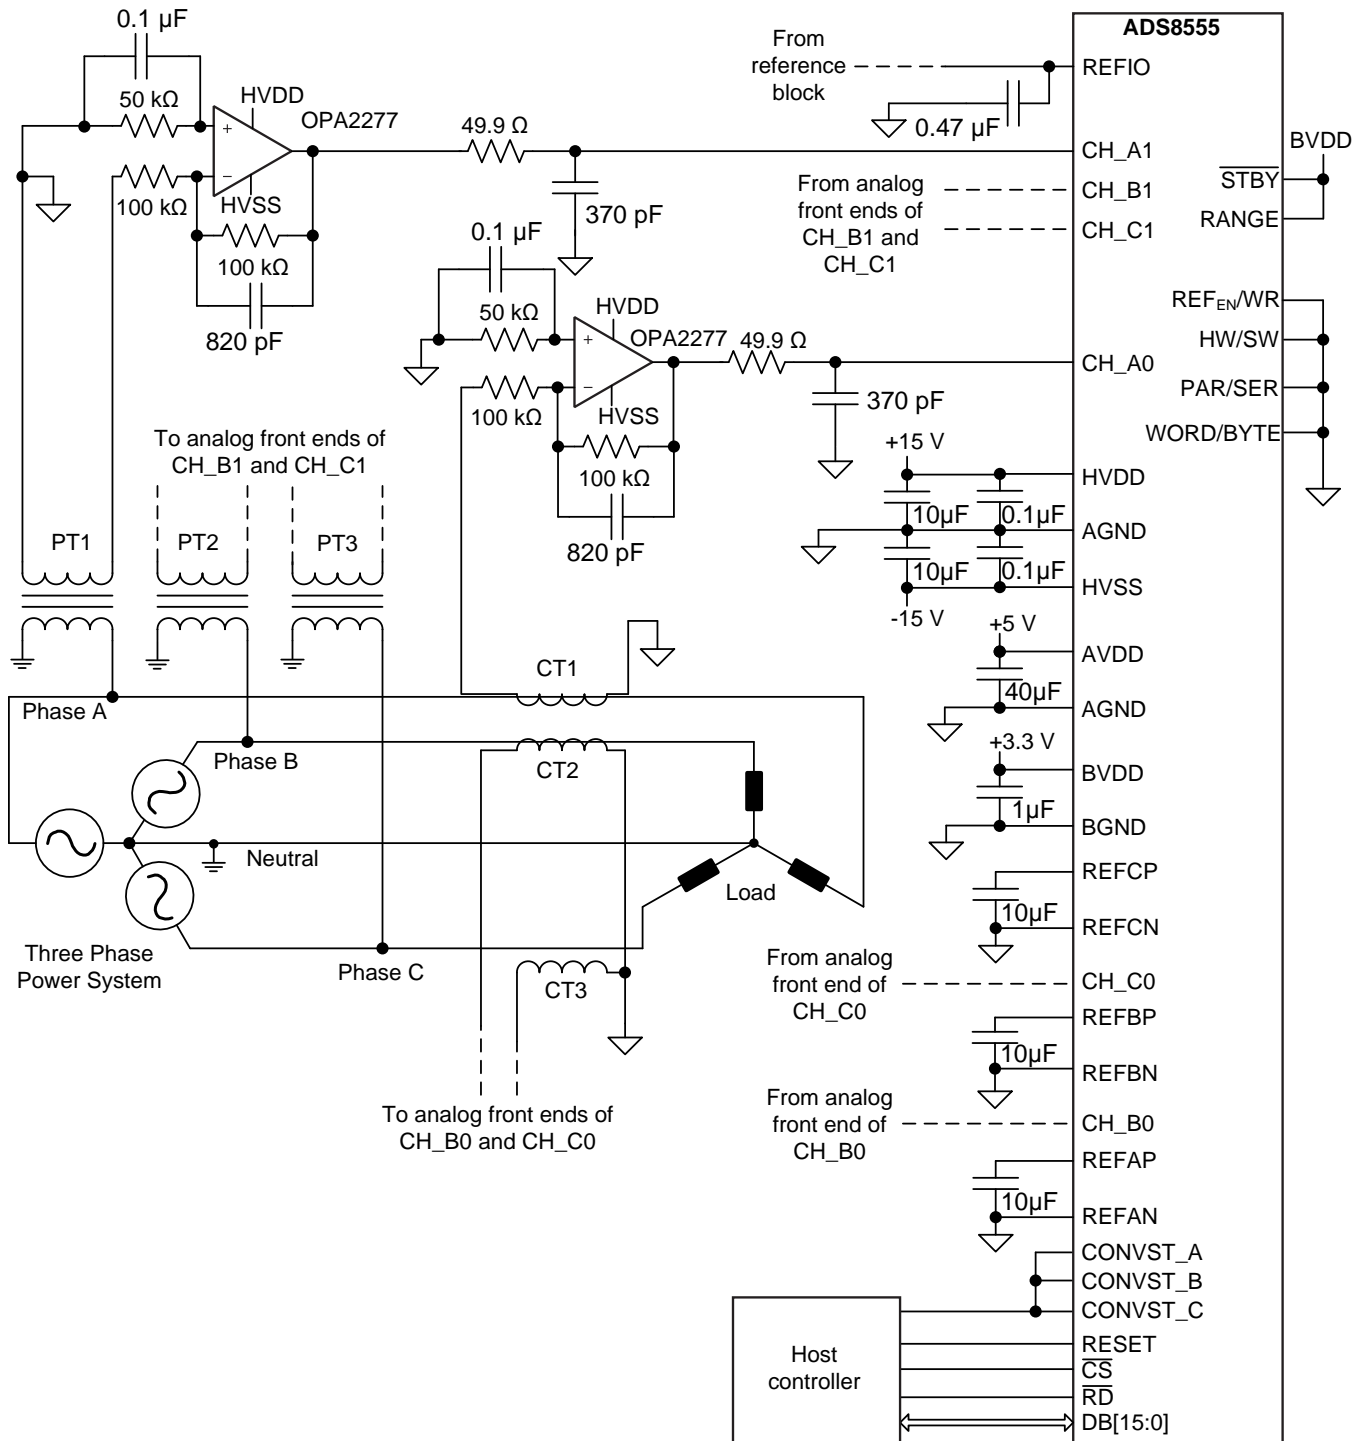 0.1 µF
50 kΩ
HVDD
OPA2277
+
−
100 kΩ
HVSS
100 kΩ
820 pF
49.9 Ω
370 pF
From
reference
block
0.47 µF
From analog
front ends of
CH_B1 and
CH_C1
0.1 µF
50 kΩ
HVDD
OPA2277
+
−
100 kΩ
HVSS
100 kΩ
820 pF
49.9 Ω
370 pF
To analog front ends of
CH_B1 and CH_C1
PT1
PT2
PT3
CT1
CT2
CT3
Phase A
Phase B
Neutral
Load
Phase C
Three Phase
Power System
To analog front ends of
CH_B0 and CH_C0
+15 V
10µF
0.1µF
10µF
0.1µF
-15 V
+5 V
40µF
+3.3 V
1µF
10µF
From analog
front end of
CH_C0
10µF
From analog
front end of
CH_B0
10µF
Host
controller
ADS8555
REFIO
CH_A1
CH_B1
CH_C1
CH_A0
HVDD
AGND
HVSS
AVDD
AGND
BVDD
BGND
REFCP
REFCN
CH_C0
REFBP
REFBN
CH_B0
REFAP
REFAN
CONVST_A
CONVST_B
CONVST_C
RESET
CS
RD
DB[15:0]
BVDD
STBY
RANGE
REFEN/WR
HW/SW
PAR/SER
WORD/BYTE